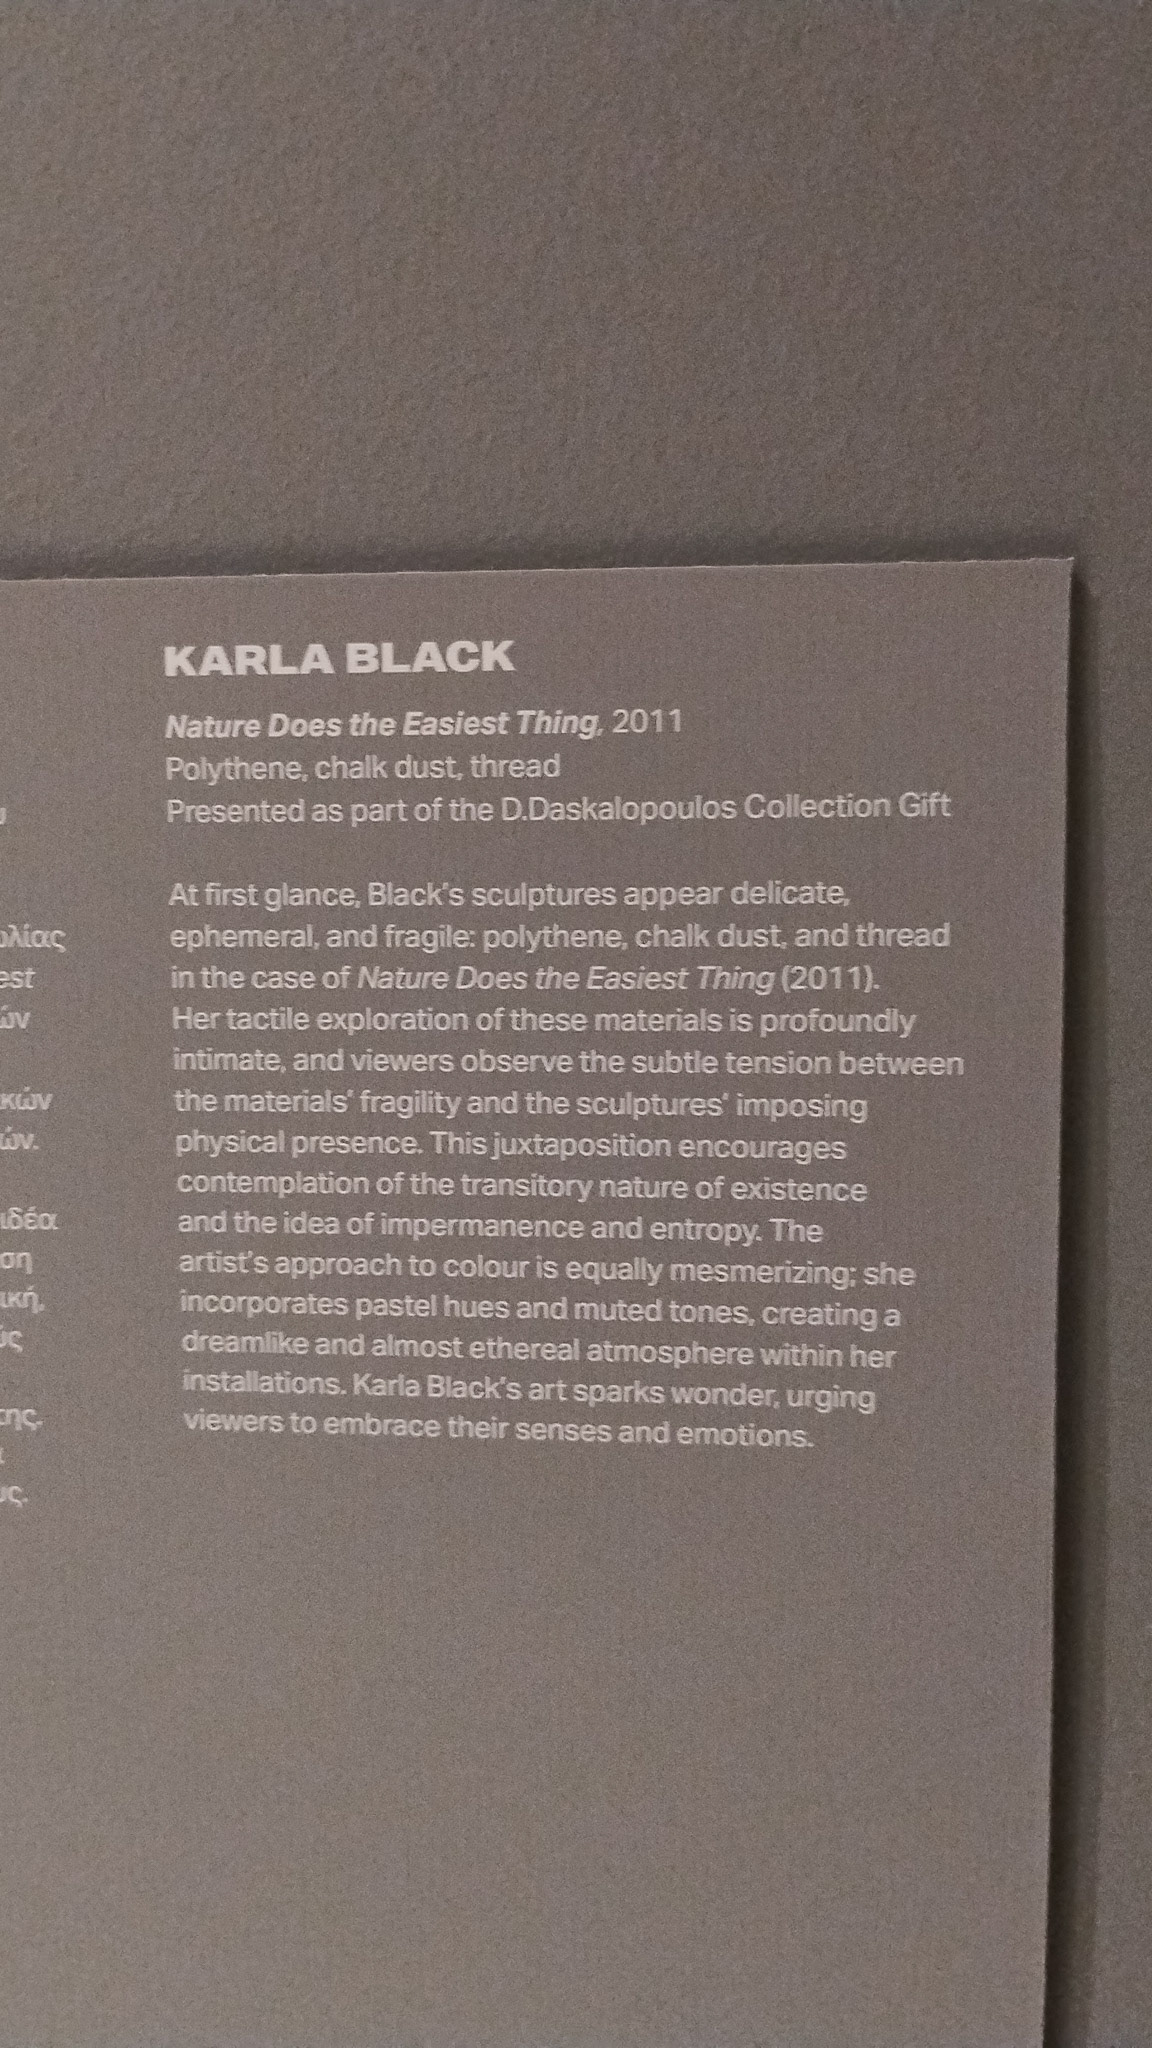 KARLA BLACK
Nature Does the Easiest Thing, 2011
Polythene, chalk dust, thread
Presented as part of the D.Daskalopoulos Collection Gift
At first glance, Black's sculptures appear delicate,
ephemeral, and fragile: polythene, chalk dust, and thread
in the case of Nature Does the Easiest Thing (2011).
Her tactile exploration of these materials is profoundly
intimate, and viewers observe the subtle tension between
the materials' fragility and the sculptures' imposing
physical presence. This juxtaposition encourages
contemplation of the transitory nature of existence
and the idea of impermanence and entropy. The
artist's approach to colour is equally mesmerizing; she
incorporates pastel hues and muted tones, creating a
dreamlike and almost ethereal atmosphere within her
installations. Karla Black's art sparks wonder, urging
viewers to embrace their senses and emotions.